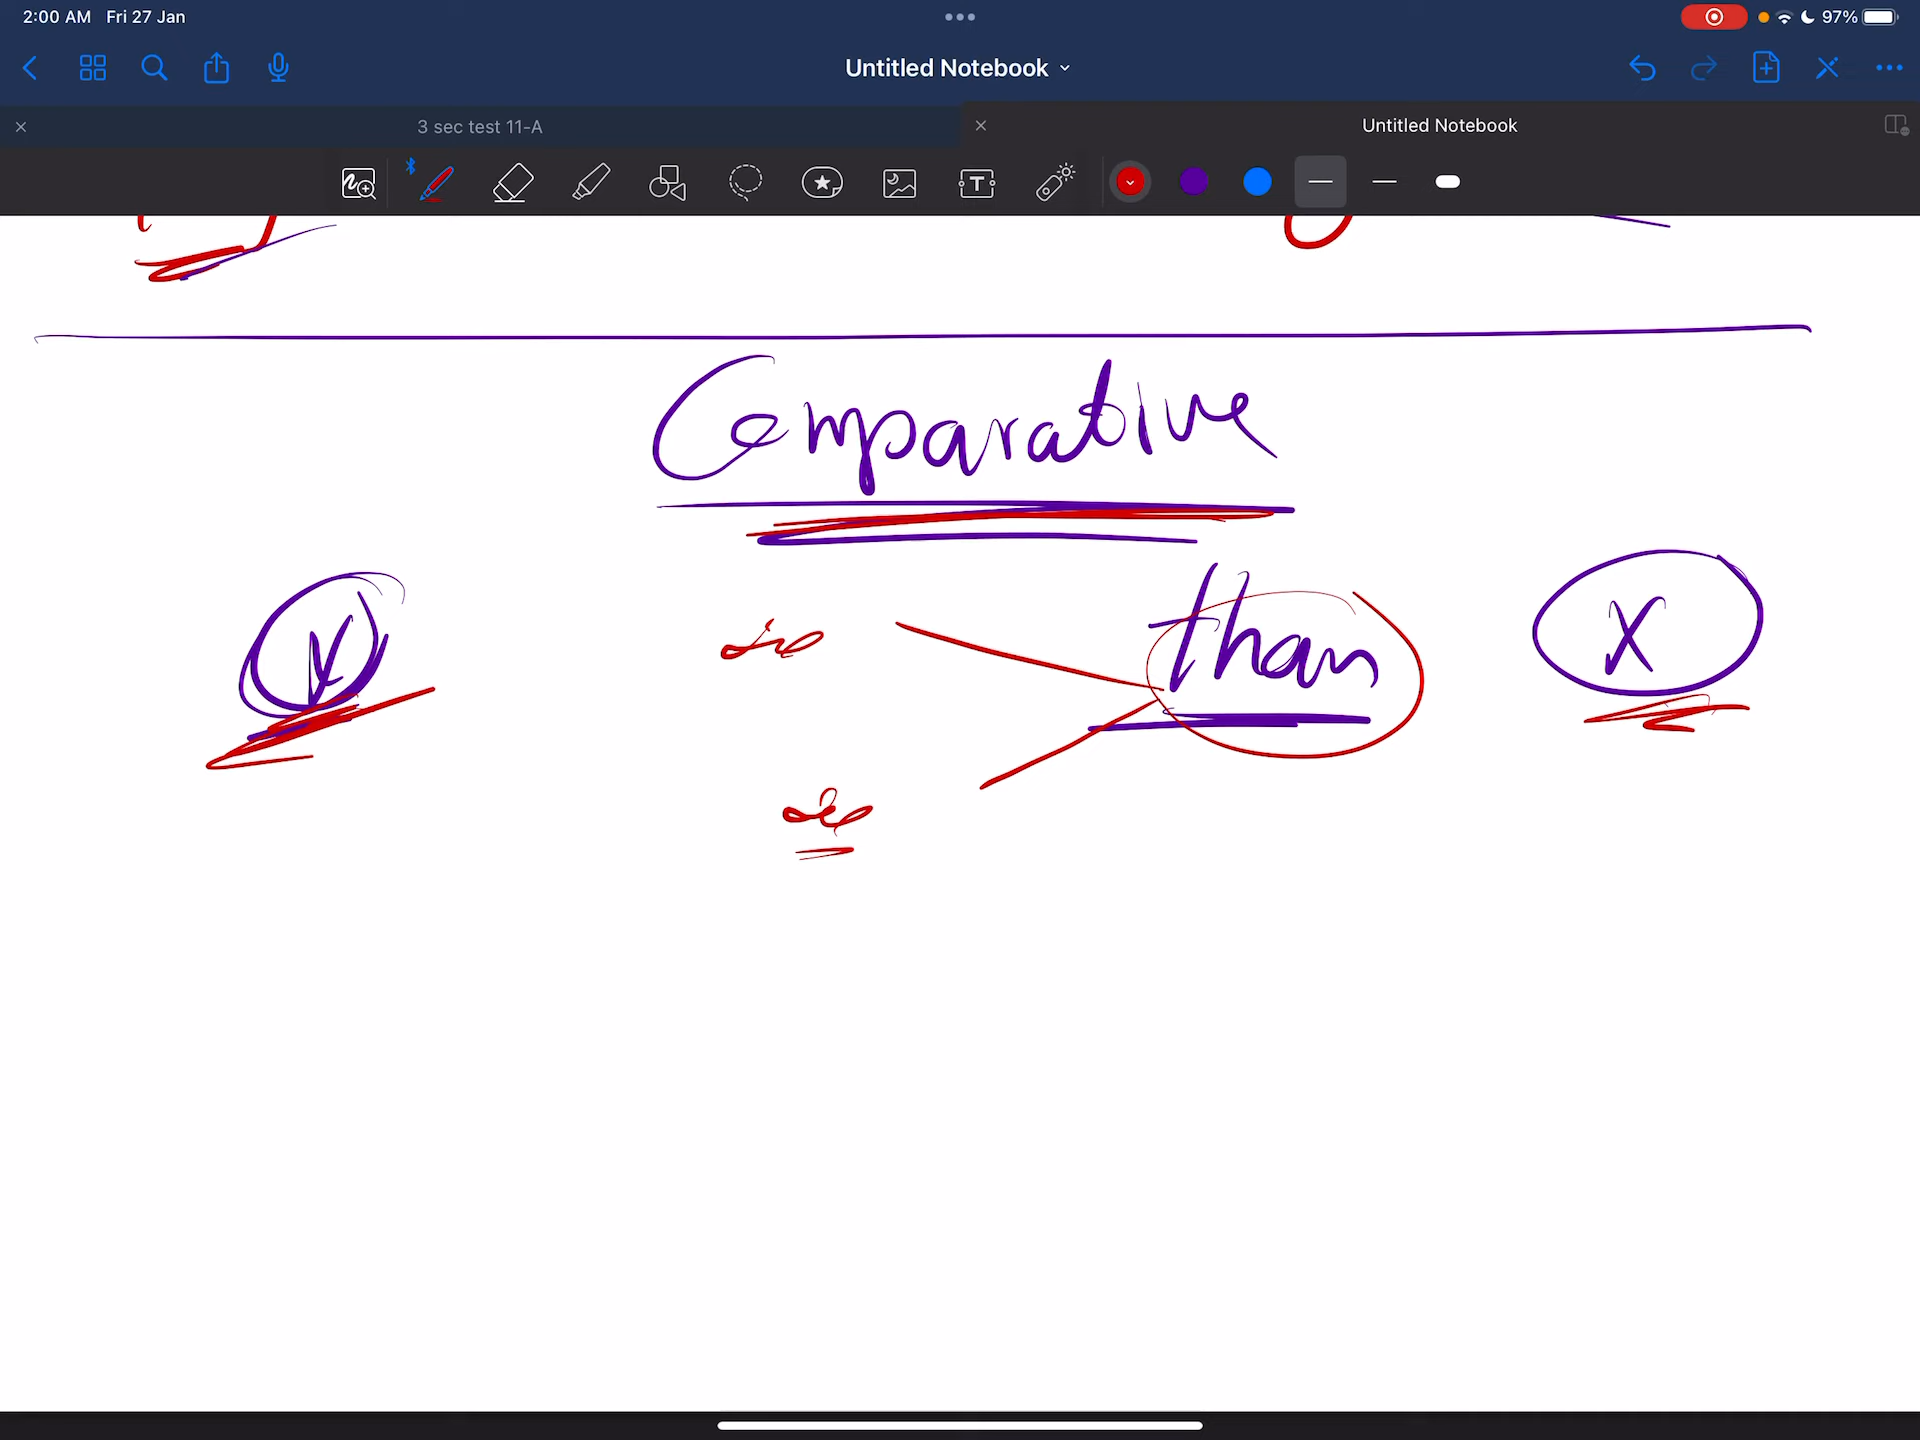 2:00 AM Fri 27 Jan
97%
Untitled Notebook
3 sec test 11-A
Untitled Notebook
Comparative
than
X